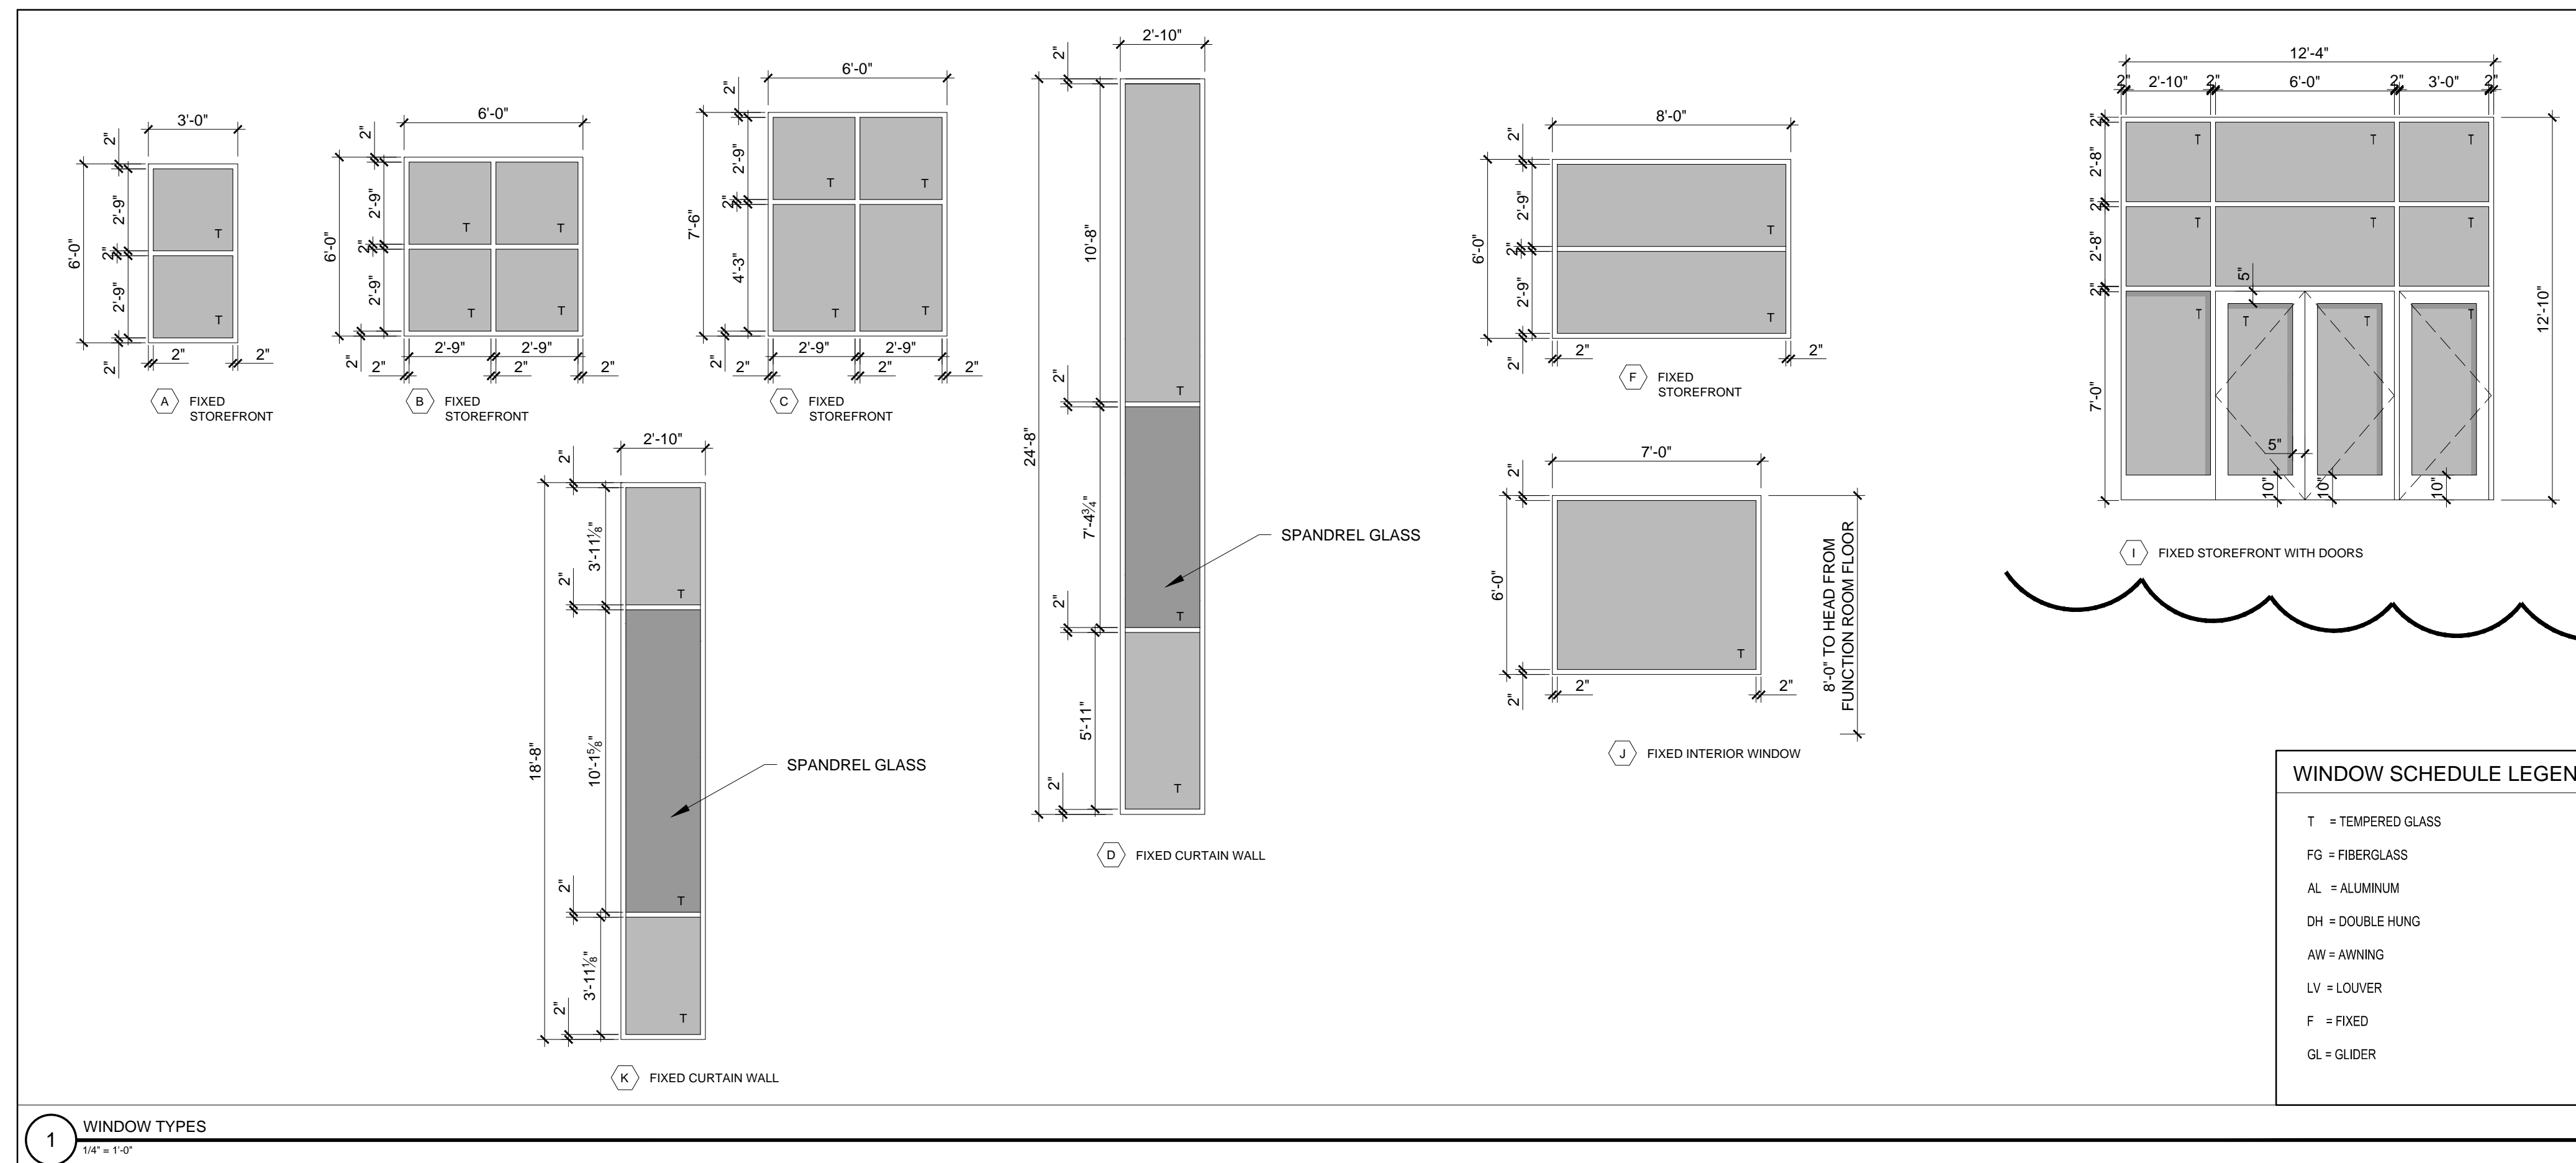 3'-0"
2"
2'-9"
2"
2'-9"
2"
6'-0"
T
T
2"
2"
A
FIXED
STOREFRONT
6'-0"
2"
2'-9"
2"
2'-9"
2"
6'-0"
T
T
T
T
2'-9"
2'-9"
2"
2"
2"
B
FIXED
STOREFRONT
6'-0"
2"
2'-9"
2"
4'-3"
2"
7'-6"
T
T
T
T
2'-9"
2'-9"
2"
2"
2"
C
FIXED
STOREFRONT
2'-10"
2"
3'-11⅛"
2"
10'-1⅝"
2"
3'-11⅛"
2"
18'-8"
T
T
T
SPANDREL GLASS
K
FIXED CURTAIN WALL
2'-10"
2"
10'-8"
2"
7'-4¾"
2"
5'-11"
2"
24'-8"
T
T
T
SPANDREL GLASS
D
FIXED CURTAIN WALL
8'-0"
2"
2'-9"
2"
2'-9"
2"
6'-0"
T
T
2"
2"
F
FIXED
STOREFRONT
7'-0"
2"
6'-0"
2"
T
2"
2"
8'-0" TO HEAD FROM
FUNCTION ROOM FLOOR
J
FIXED INTERIOR WINDOW
12'-4"
2"
2'-10"
2"
6'-0"
2"
3'-0"
2"
2"
2'-8"
2"
2'-8"
2"
7'-0"
12'-10"
T
T
T
T
T
T
5"
T
T
T
T
5"
10"
10"
10"
I
FIXED STOREFRONT WITH DOORS
WINDOW SCHEDULE LEGEN
T = TEMPERED GLASS
FG = FIBERGLASS
AL = ALUMINUM
DH = DOUBLE HUNG
AW = AWNING
LV = LOUVER
F = FIXED
GL = GLIDER
1
WINDOW TYPES
1/4" = 1'-0"